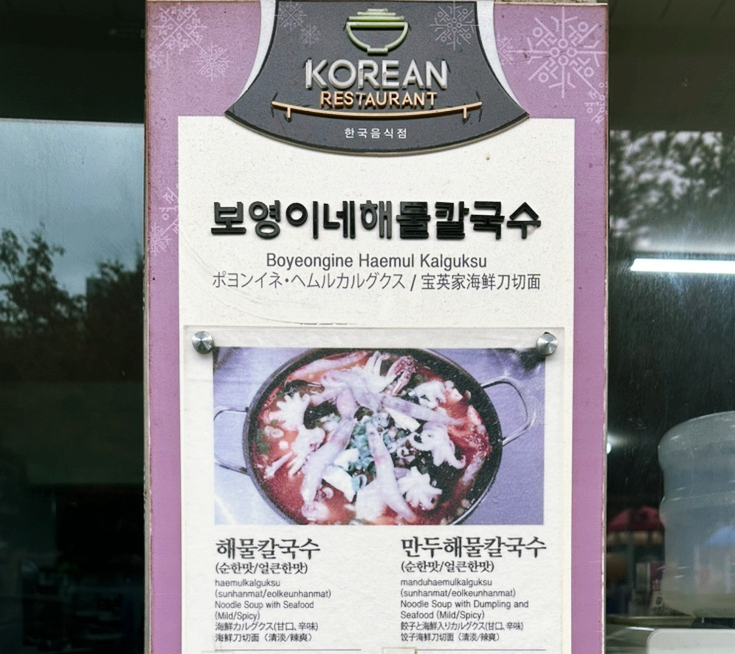 KOREAN
RESTAURANT
한국음식점
보영이네해물칼국수
Boyeongine Haemul Kalguksu
ポヨンイネ・ヘムルカルグクス / 宝英家海鲜刀切面
해물칼국수
(순한맛/얼큰한맛)
haemulkalguksu
(sunhanmat/eolkeunhanmat)
Noodle Soup with Seafood
(Mild/Spicy)
海鮮カルグクス(甘口、辛味)
海鲜刀切面（清淡/辣爽）
만두해물칼국수
(순한맛/얼큰한맛)
manduhaemulkalguksu
(sunhanmat/eolkeunhanmat)
Noodle Soup with Dumpling and
Seafood (Mild/Spicy)
餃子と海鮮入りカルグクス(甘口、辛味)
饺子海鲜刀切面（清淡/辣爽）